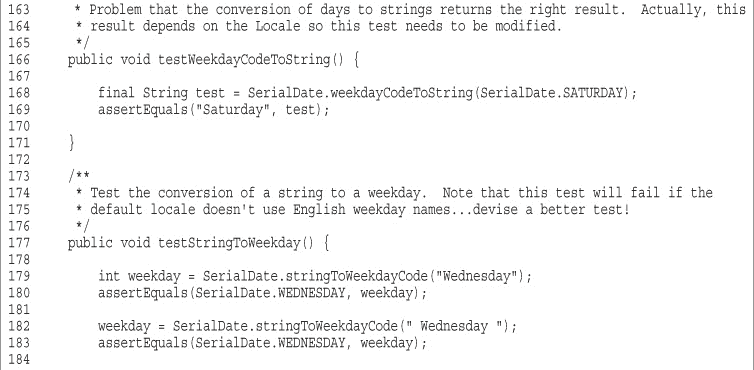 163 * Problem that the conversion of days to strings returns the right result. Actually, this
164 * result depends on the Locale so this test needs to be modified.
165 */
166 public void testWeekdayCodeToString() {
167
168 final String test = SerialDate.weekdayCodeToString(SerialDate.SATURDAY);
169 assertEquals("Saturday", test);
170
171 }
172
173 /**
174 * Test the conversion of a string to a weekday. Note that this test will fail if the
175 * default locale doesn't use English weekday names...devise a better test!
176 */
177 public void testStringToWeekday() {
178
179 int weekday = SerialDate.stringToWeekdayCode("Wednesday");
180 assertEquals(SerialDate.WEDNESDAY, weekday);
181
182 weekday = SerialDate.stringToWeekdayCode(" Wednesday ");
183 assertEquals(SerialDate.WEDNESDAY, weekday);
184